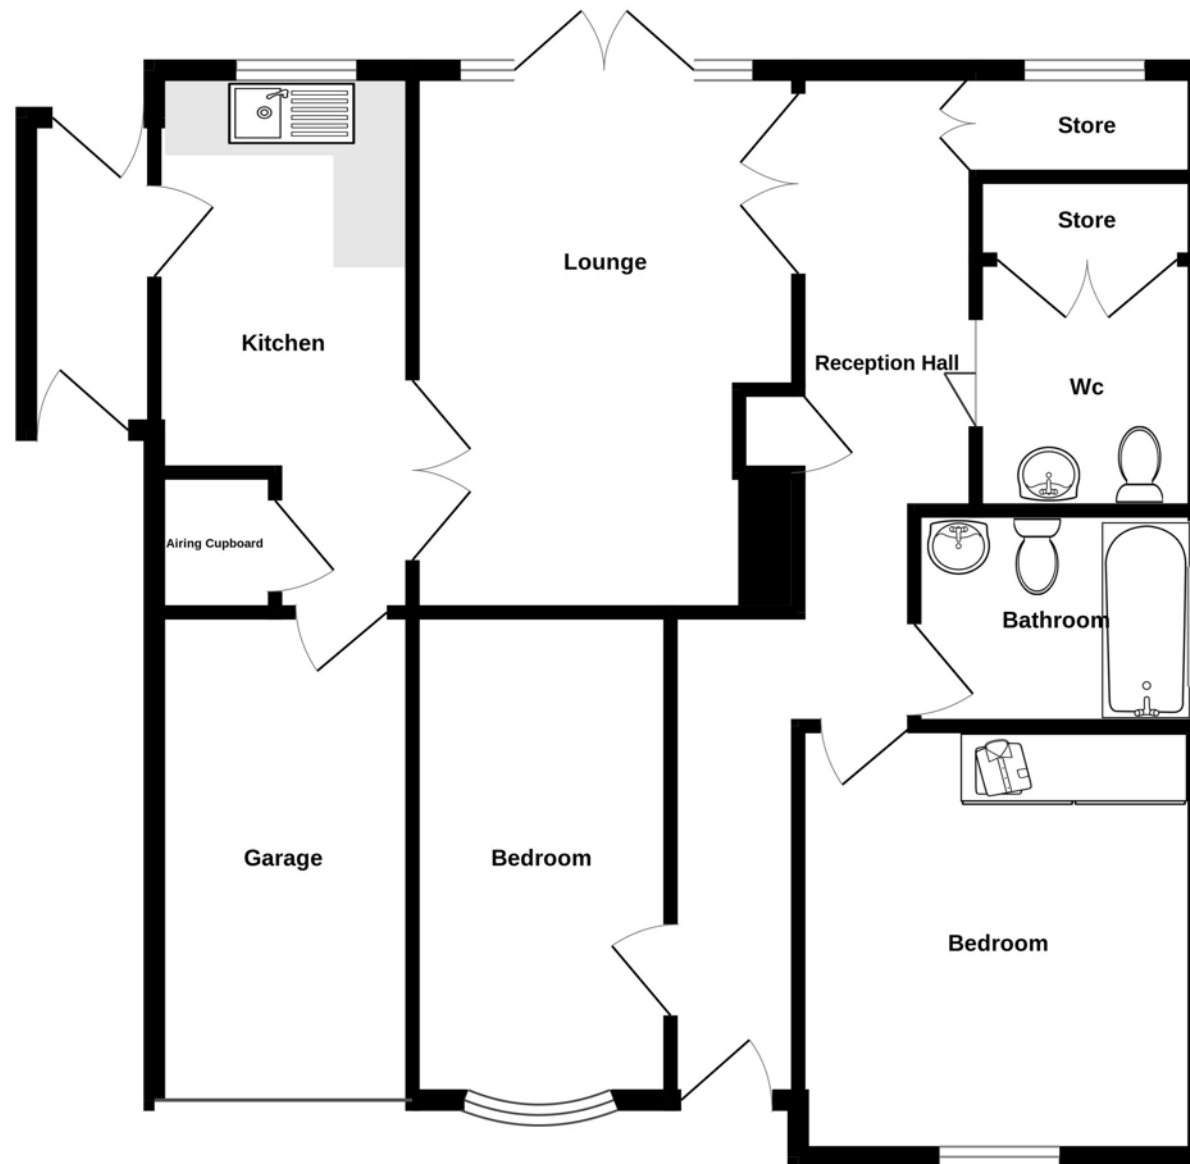 Store
Store
Lounge
Kitchen
Reception Hall
Wc
Airing Cupboard
Bathroom
Garage
Bedroom
Bedroom